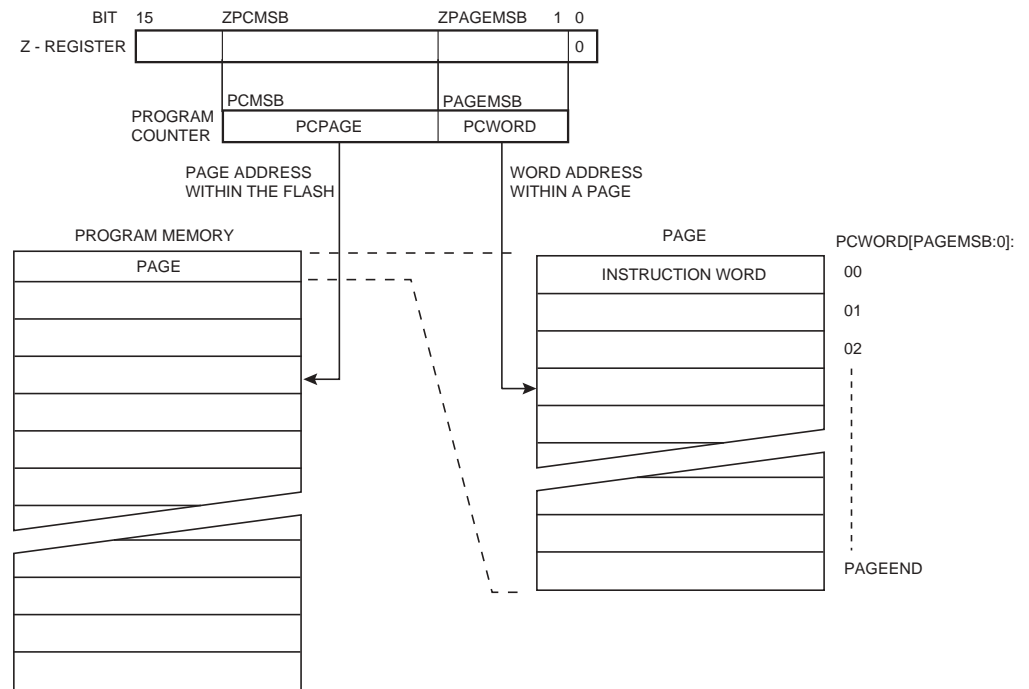 BIT 15 ZPCMSB ZPAGEMSB 1 0
Z - REGISTER 0
PCMSB PAGEMSB
PROGRAM
COUNTER
PCPAGE PCWORD
PAGE ADDRESS
WITHIN THE FLASH
WORD ADDRESS
WITHIN A PAGE
PROGRAM MEMORY
PAGE
PAGE
PCWORD[PAGEMSB:0]:
INSTRUCTION WORD 00
01
02
PAGEEND